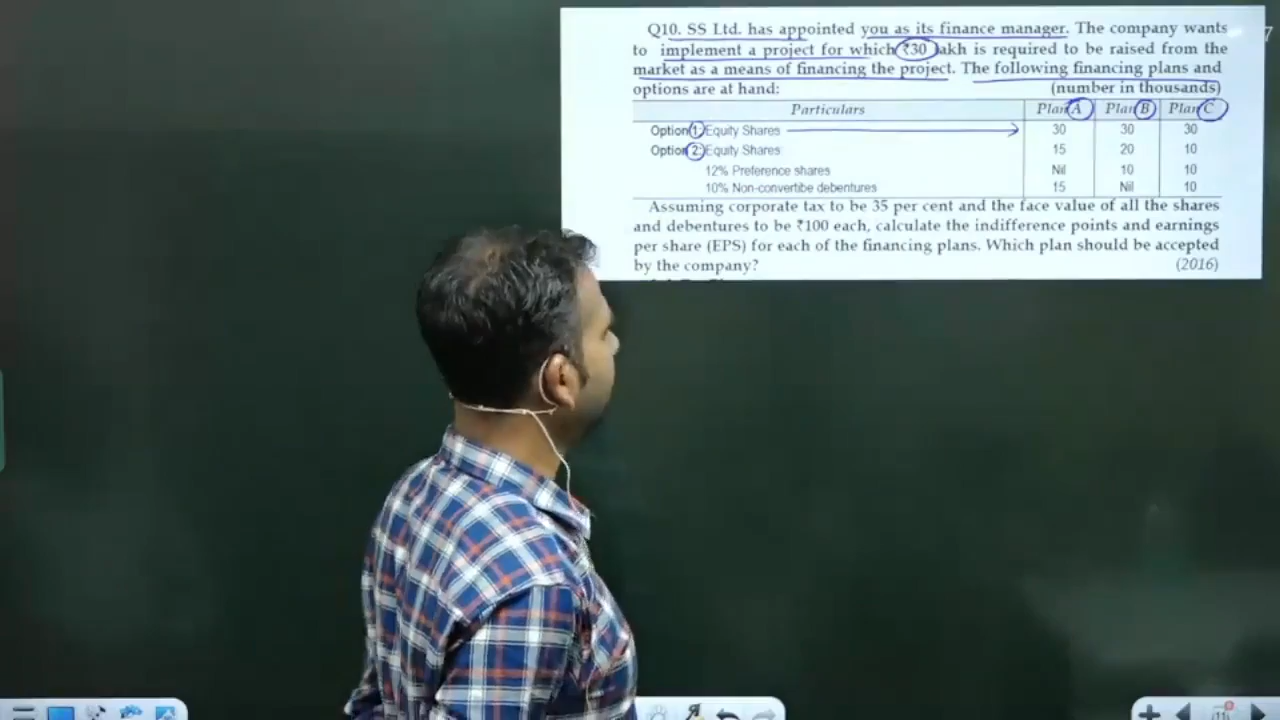 Q10. SS Ltd. has appointed you as its finance manager. The company wants
to implement a project for which ₹30 lakh is required to be raised from the
market as a means of financing the project. The following financing plans and
options are at hand: (number in thousands)
Particulars Plan A Plan B Plan C
Option 1: Equity Shares 30 30 30
Option 2: Equity Shares 15 20 10
12% Preference shares Nil 10 10
10% Non-convertibe debentures 15 Nil 10
Assuming corporate tax to be 35 per cent and the face value of all the shares
and debentures to be ₹100 each, calculate the indifference points and earnings
per share (EPS) for each of the financing plans. Which plan should be accepted
by the company? (2016)